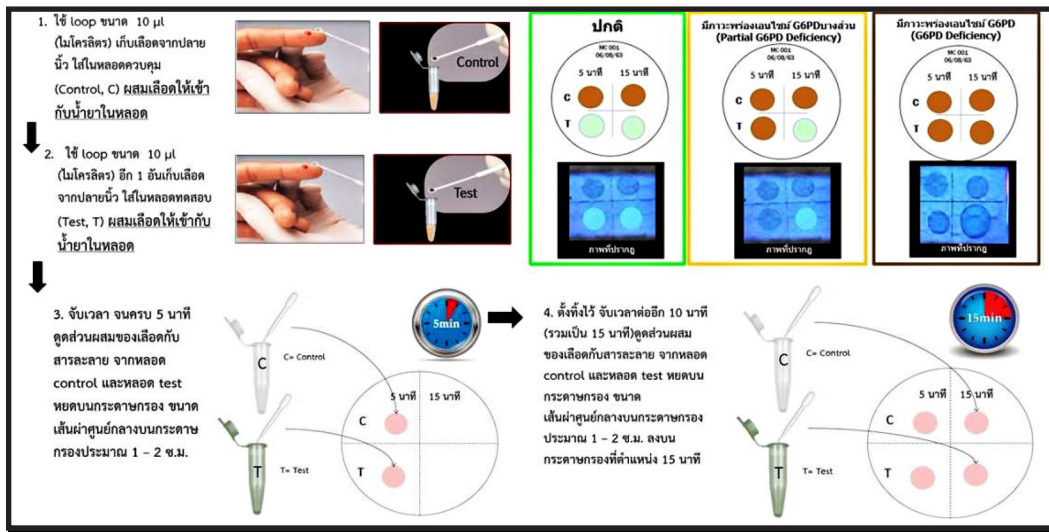 1. ใช้ loop ขนาด 10 µl
(ไมโครลิตร) เก็บเลือดจากปลาย
นิ้ว ใส่ในหลอดควบคุม
(Control, C) ผสมเลือดให้เข้า
กับน้ำยาในหลอด
Control
2. ใช้ loop ขนาด 10 µl
(ไมโครลิตร) อีก 1 อันเก็บเลือด
จากปลายนิ้ว ใส่ในหลอดทดสอบ
(Test, T) ผสมเลือดให้เข้ากับ
น้ำยาในหลอด
Test
ปกติ
MC 001
06/08/63
5 นาที 15 นาที
C
T
ภาพที่ปรากฏ
มีภาวะพร่องเอนไซม์ G6PDบางส่วน
(Partial G6PD Deficiency)
MC 001
06/08/63
5 นาที 15 นาที
C
T
ภาพที่ปรากฏ
มีภาวะพร่องเอนไซม์ G6PD
(G6PD Deficiency)
MC 001
06/08/63
5 นาที 15 นาที
C
T
ภาพที่ปรากฏ
3. จับเวลา จนครบ 5 นาที
ดูดส่วนผสมของเลือดกับ
สารละลาย จากหลอด
control และหลอด test
หยดบนกระดาษกรอง ขนาด
เส้นผ่าศูนย์กลางบนกระดาษ
กรองประมาณ 1 – 2 ซ.ม.
5min
C
C= Control
T
T= Test
5 นาที 15 นาที
C
T
4. ตั้งทิ้งไว้ จับเวลาต่ออีก 10 นาที
(รวมเป็น 15 นาที)ดูดส่วนผสม
ของเลือดกับสารละลาย จากหลอด
control และหลอด test หยดบน
กระดาษกรอง ขนาด
เส้นผ่าศูนย์กลางบนกระดาษกรอง
ประมาณ 1 – 2 ซ.ม. ลงบน
กระดาษกรองที่ตำแหน่ง 15 นาที
15min
C
C= Control
T
T= Test
5 นาที 15 นาที
C
T